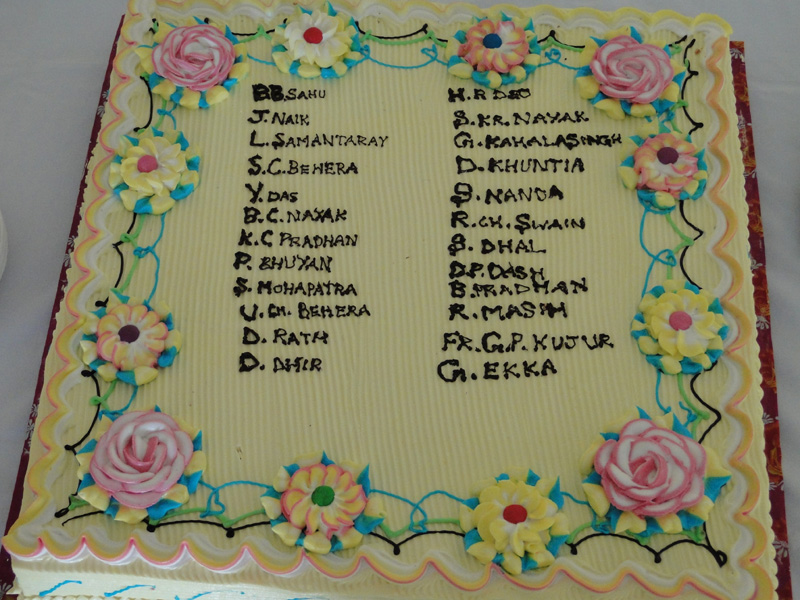 BB.SAHU
J. NAIK
L. SAMANTARAY
S.C. BEHERA
Y. DAS
B.C. NAYAK
K.C PRADHAN
P. BHUYAN
S. MOHAPATRA
U. CH. BEHERA
D. RATH
D. DHIR
H.R DEO
S. KR. NAYAK
G. KAHALASINGH
D. KHUNTIA
S. NANDA
R. CH. SWAIN
S. DHAL
D.P. DASH
B. PRADHAN
R. MASIH
FR. G.P. KUJUR
G. EKKA